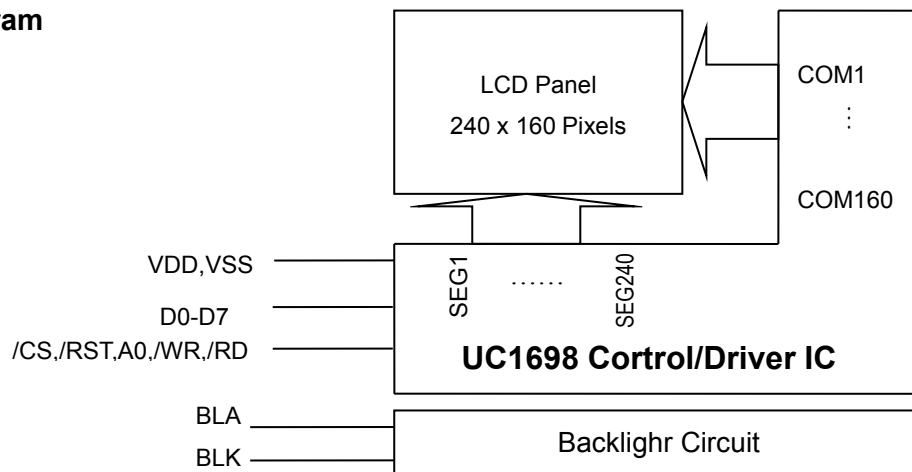 ram
LCD Panel
240 x 160 Pixels
COM1
⋮
COM160
VDD,VSS
D0-D7
/CS,/RST,A0,/WR,/RD
SEG1
......
SEG240
UC1698 Cortrol/Driver IC
BLA
BLK
Backlighr Circuit